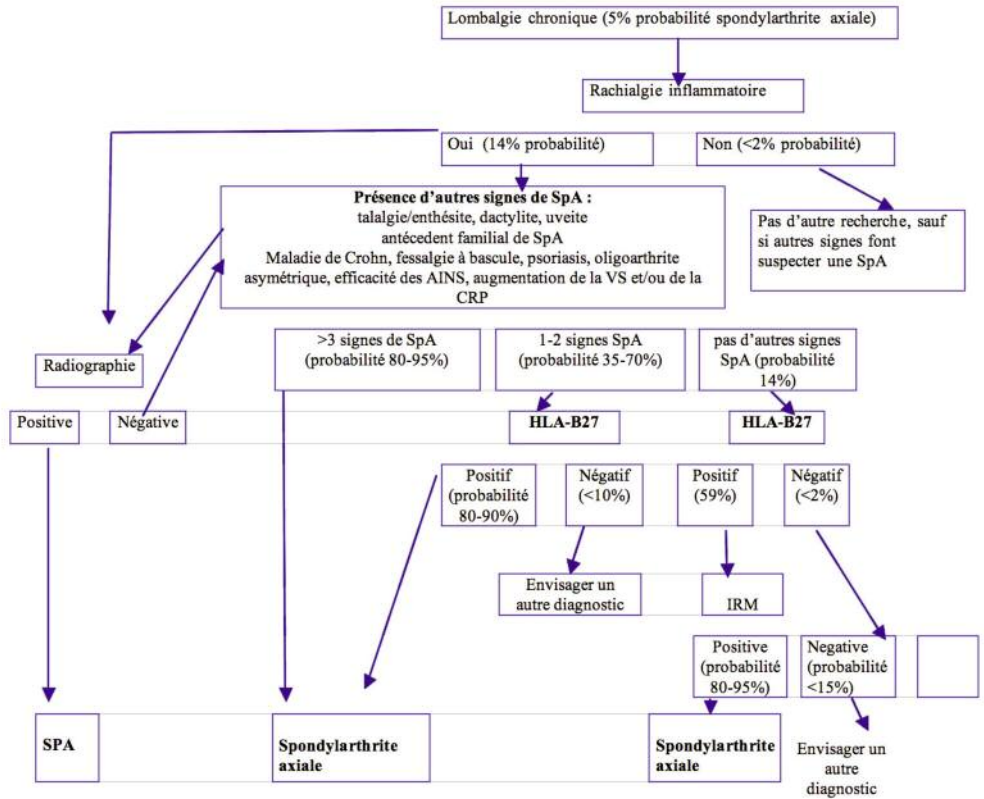 Lombalgie chronique (5% probabilité spondylarthrite axiale)
Rachialgie inflammatoire
Oui (14% probabilité)
Non (<2% probabilité)
Présence d'autres signes de SpA :
talalgie/enthésite, dactylite, uveite
antécedent familial de SpA
Maladie de Crohn, fessalgie à bascule, psoriasis, oligoarthrite
asymétrique, efficacité des AINS, augmentation de la VS et/ou de la
CRP
Pas d'autre recherche, sauf
si autres signes font
suspecter une SpA
Radiographie
>3 signes de SpA
(probabilité 80-95%)
1-2 signes SpA
(probabilité 35-70%)
pas d'autres signes
SpA (probabilité
14%)
Positive
Négative
HLA-B27
HLA-B27
Positif
(probabilité
80-90%)
Négatif
(<10%)
Positif
(59%)
Négatif
(<2%)
Envisager un
autre diagnostic
IRM
Positive
(probabilité
80-95%)
Negative
(probabilité
<15%)
SPA
Spondylarthrite
axiale
Spondylarthrite
axiale
Envisager un
autre
diagnostic